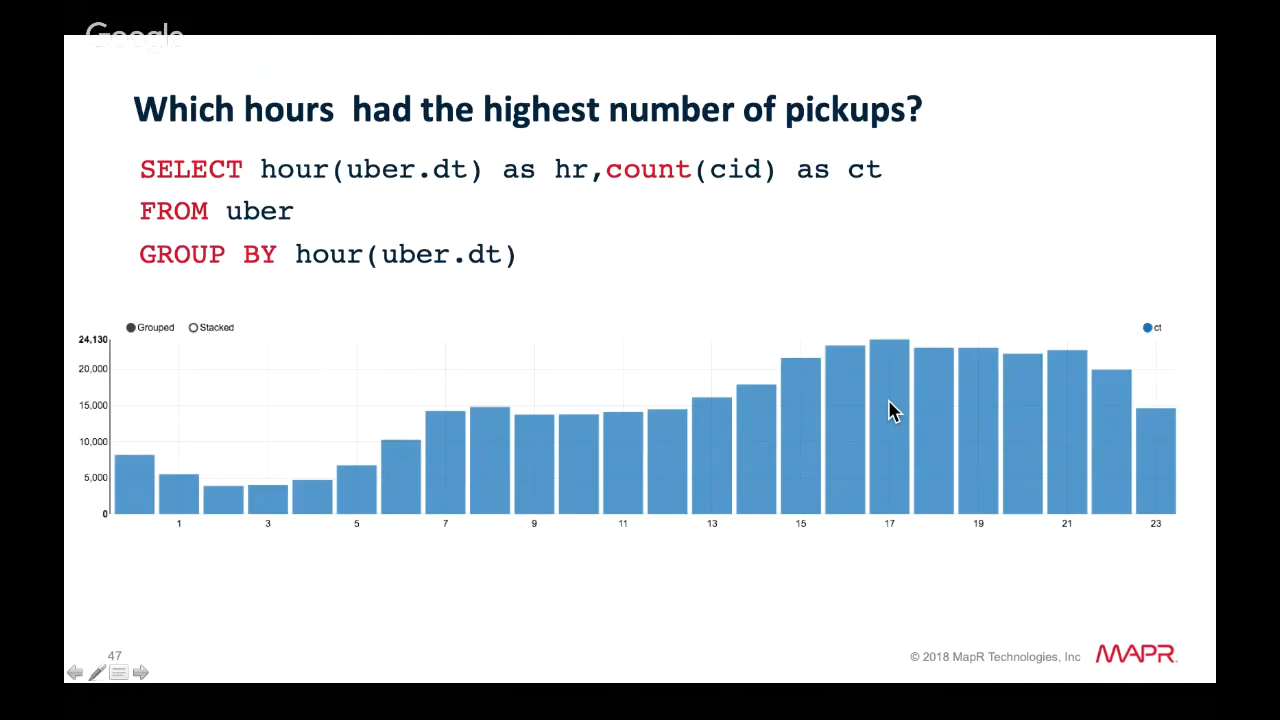 Google
Which hours  had the highest number of pickups?
SELECT hour(uber.dt) as hr,count(cid) as ct
FROM uber
GROUP BY hour(uber.dt)
Grouped Stacked ct
24,130
20,000
15,000
10,000
5,000
0
1 3 5 7 9 11 13 15 17 19 21 23
47
© 2018 MapR Technologies, Inc MAPR